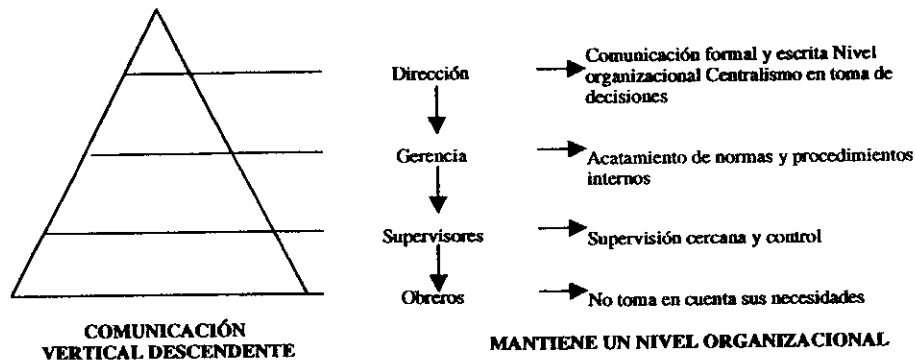 Dirección
Comunicación formal y escrita Nivel
organizacional Centralismo en toma de
decisiones
Gerencia
Acatamiento de normas y procedimientos
internos
Supervisores
Supervisión cercana y control
Obreros
No toma en cuenta sus necesidades
COMUNICACIÓN
VERTICAL DESCENDENTE
MANTIENE UN NIVEL ORGANIZACIONAL